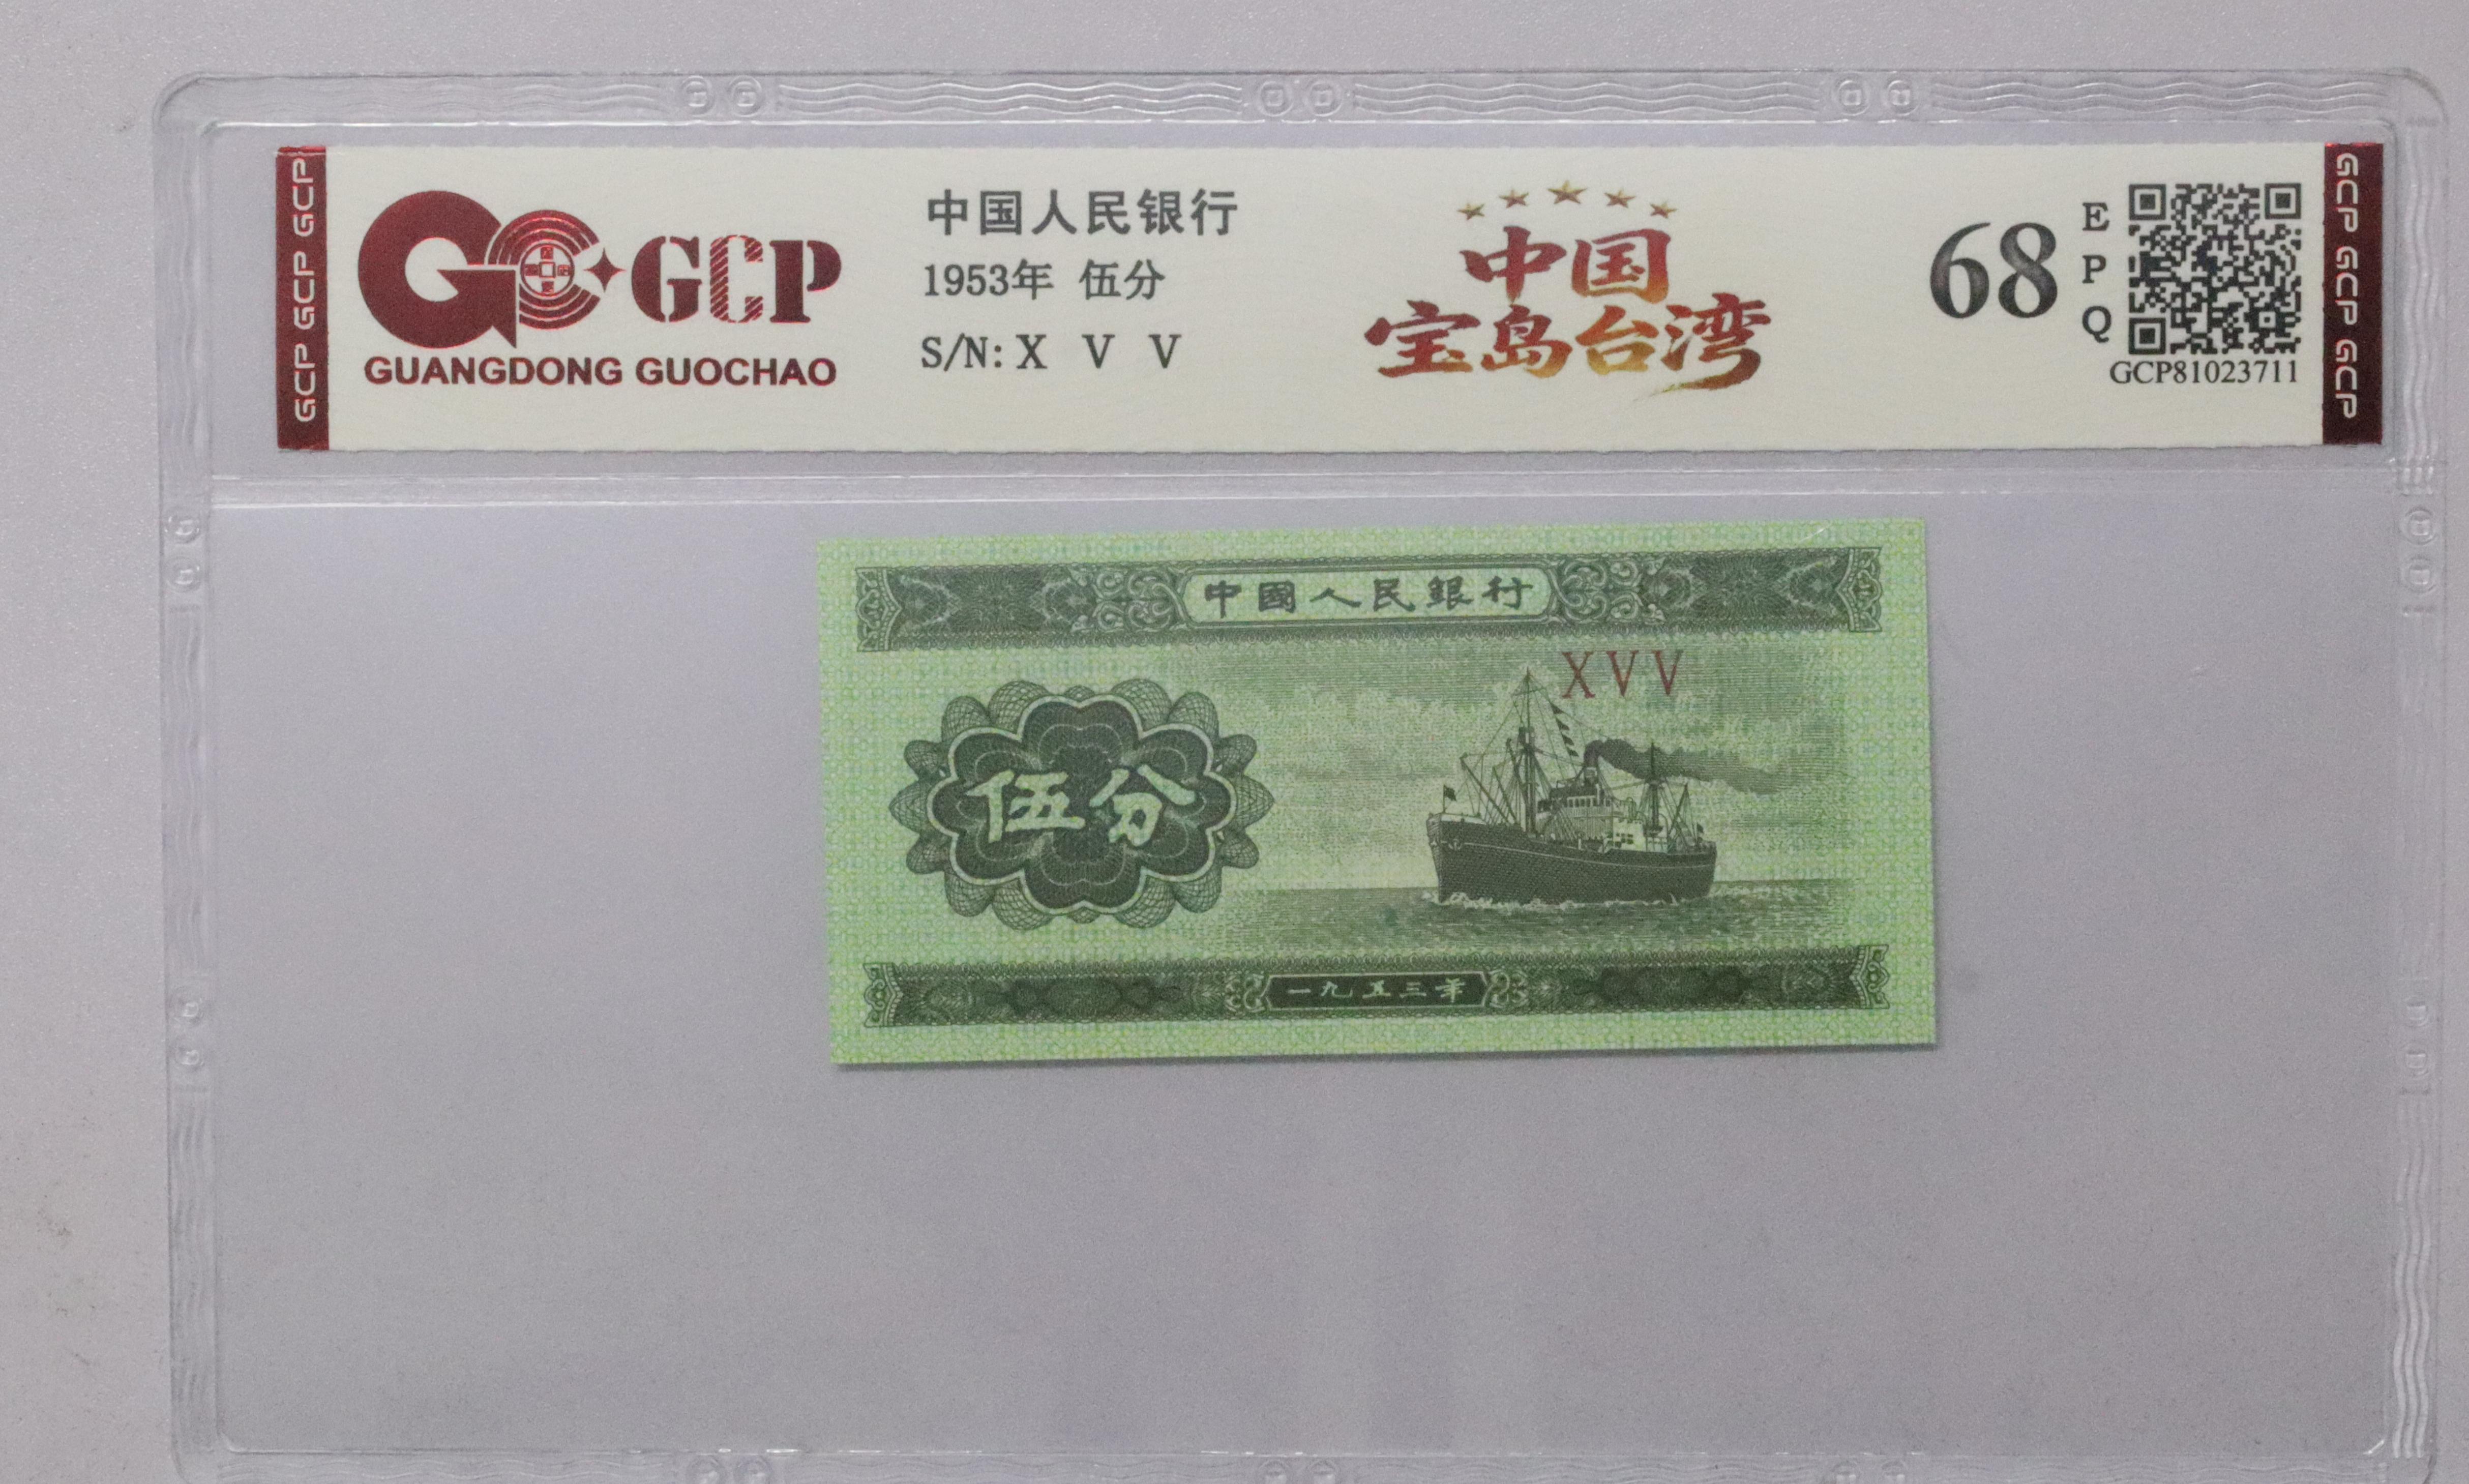 GCP GCP GCP
GCP
GUANGDONG GUOCHAO
中国人民银行
1953年 伍分
S/N: X V V
中国
宝岛台湾
68
E
P
Q
GCP81023711
GCP GCP GCP
中國人民銀行
XVV
伍分
一九五三年